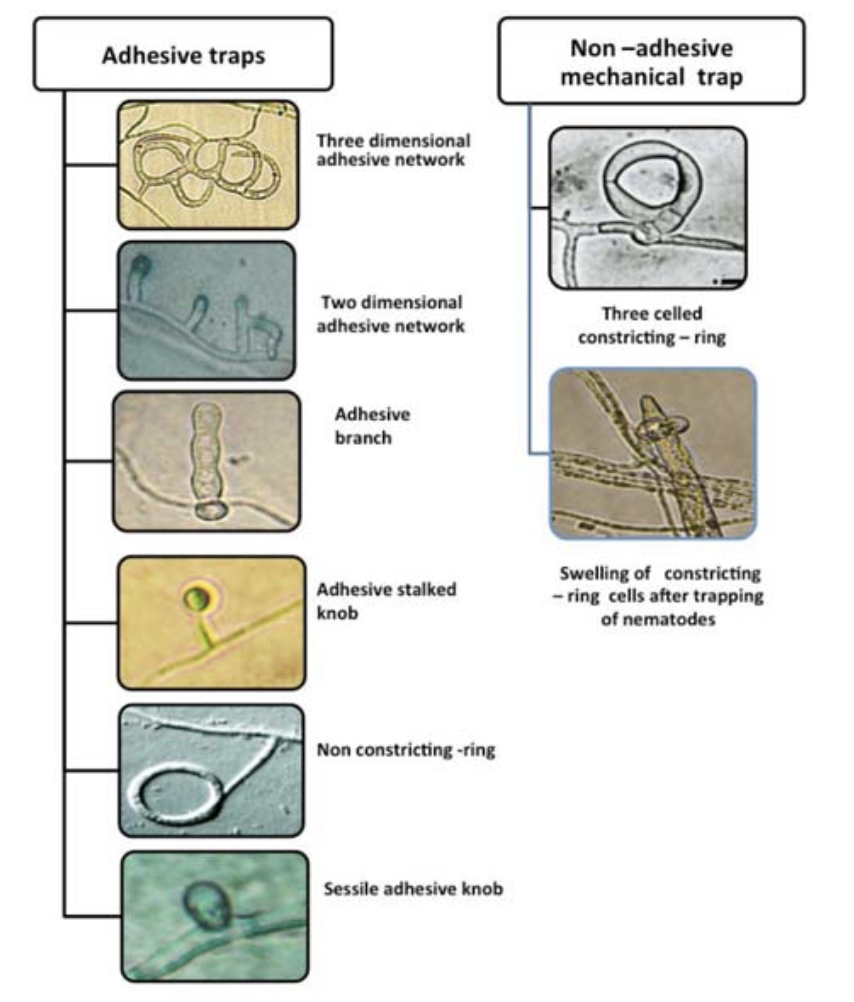 Adhesive traps
Three dimensional
adhesive network
Two dimensional
adhesive network
Adhesive
branch
Adhesive stalked
knob
Non constricting -ring
Sessile adhesive knob
Non –adhesive
mechanical trap
Three celled
constricting – ring
Swelling of constricting
– ring cells after trapping
of nematodes